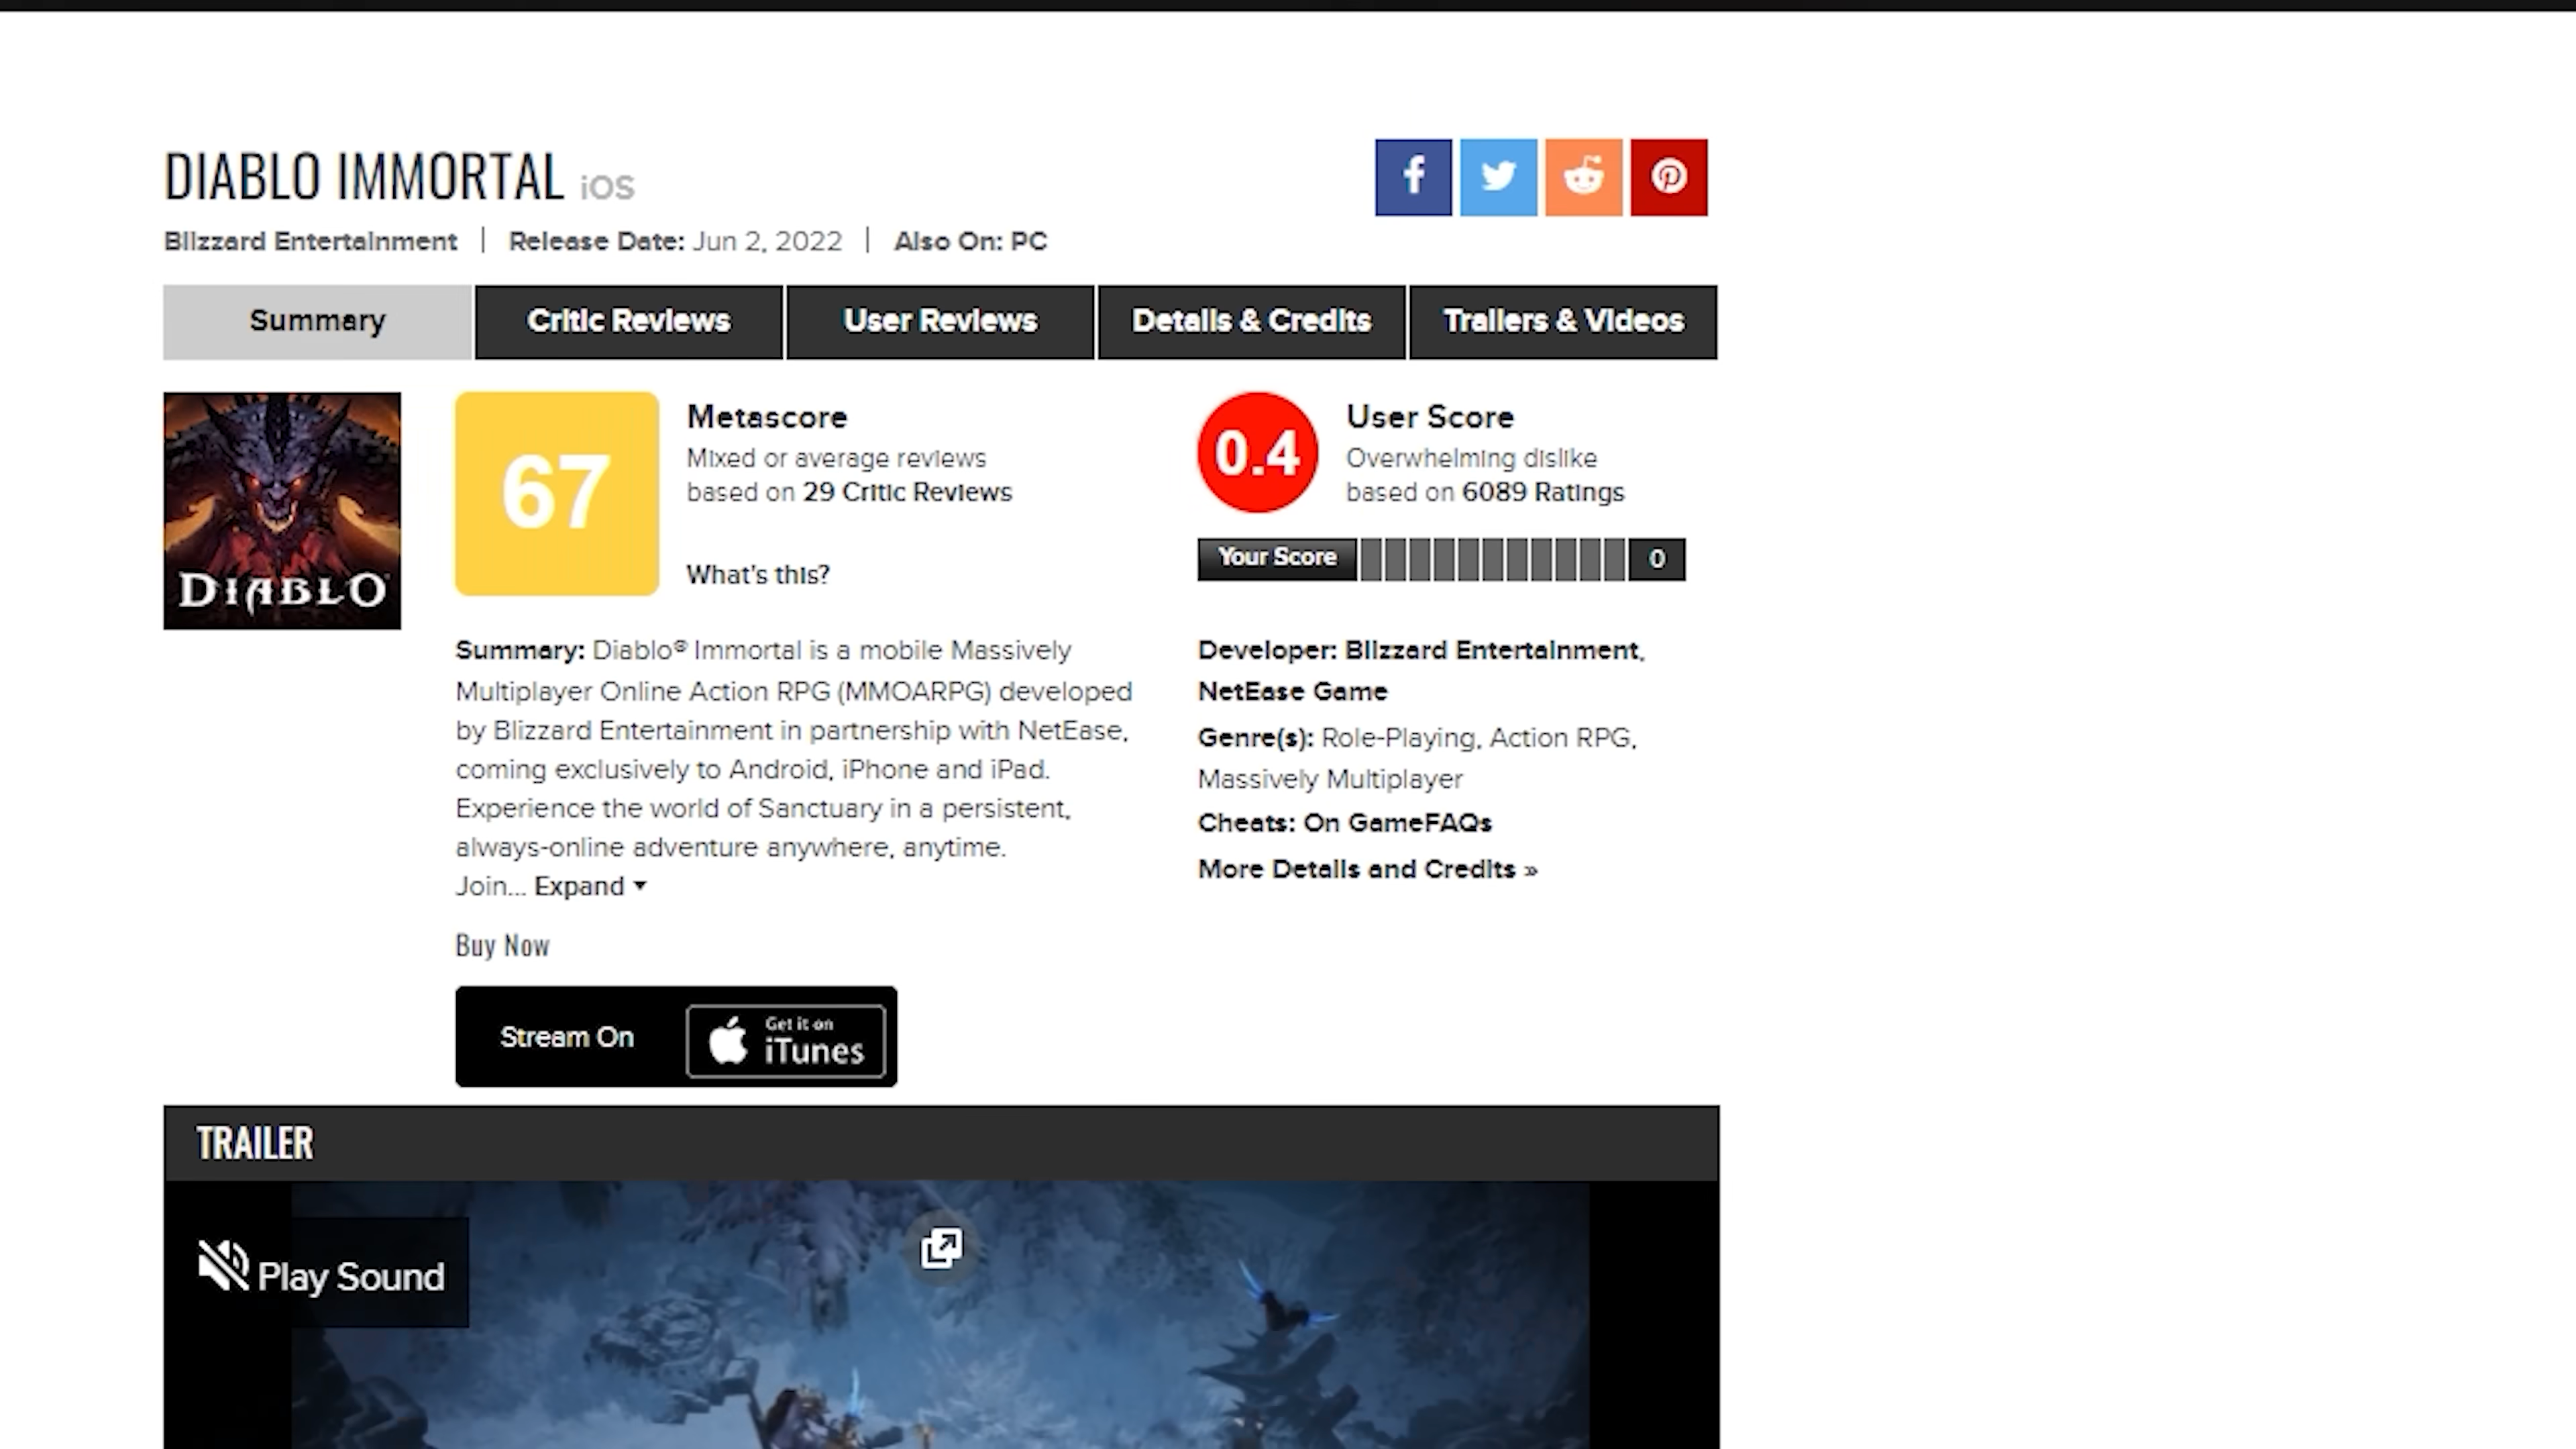 DIABLO IMMORTAL iOS
Blizzard Entertainment | Release Date: Jun 2, 2022 | Also On: PC
Summary Critic Reviews User Reviews Details & Credits Trailers & Videos
DIABLO
67
Metascore
Mixed or average reviews
based on 29 Critic Reviews
What's this?
0.4
User Score
Overwhelming dislike
based on 6089 Ratings
Your Score 0
Summary: Diablo® Immortal is a mobile Massively
Multiplayer Online Action RPG (MMOARPG) developed
by Blizzard Entertainment in partnership with NetEase,
coming exclusively to Android, iPhone and iPad.
Experience the world of Sanctuary in a persistent,
always-online adventure anywhere, anytime.
Join... Expand
Developer: Blizzard Entertainment,
NetEase Game
Genre(s): Role-Playing, Action RPG,
Massively Multiplayer
Cheats: On GameFAQs
More Details and Credits »
Buy Now
Stream On
Get it on
iTunes
TRAILER
Play Sound